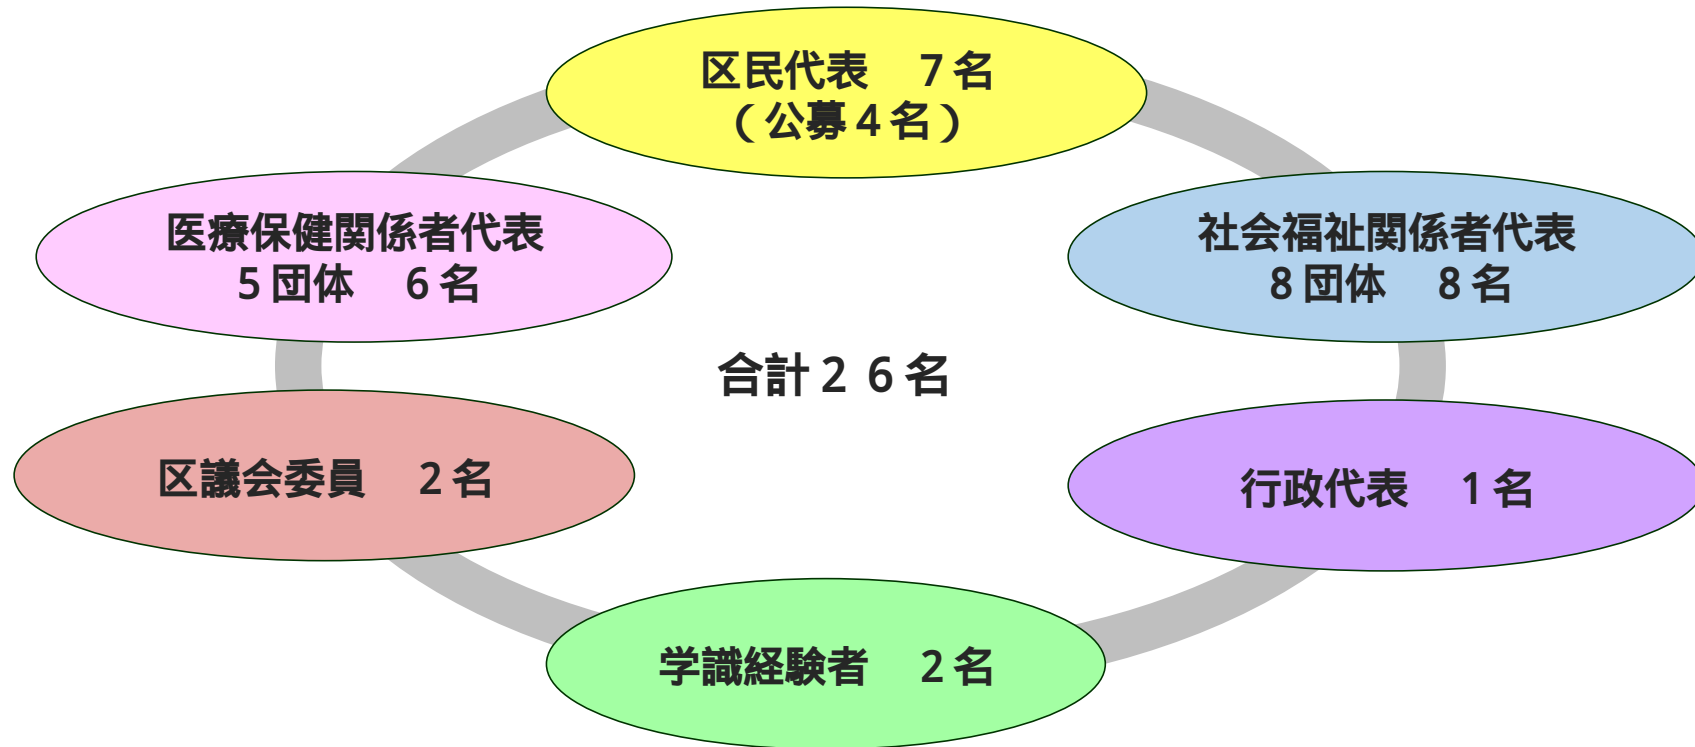 区民代表　７名
（公募４名）
医療保健関係者代表
５団体　６名
社会福祉関係者代表
８団体　８名
合計２６名
区議会委員　２名
行政代表　１名
学識経験者　２名